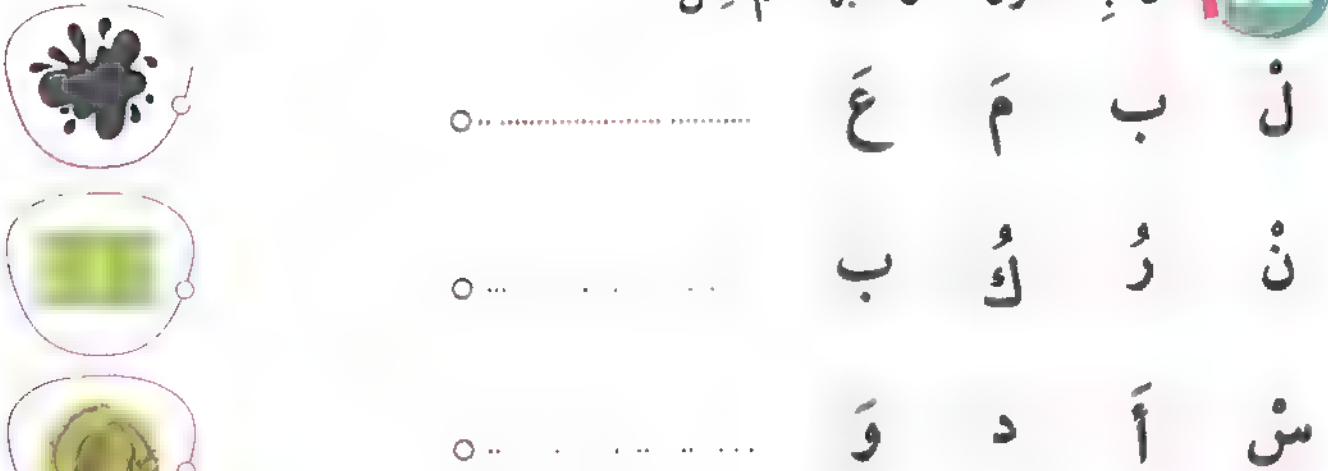 لْ ب مَ عَ
نْ رُ كُ ب
سْ أَ د وَ